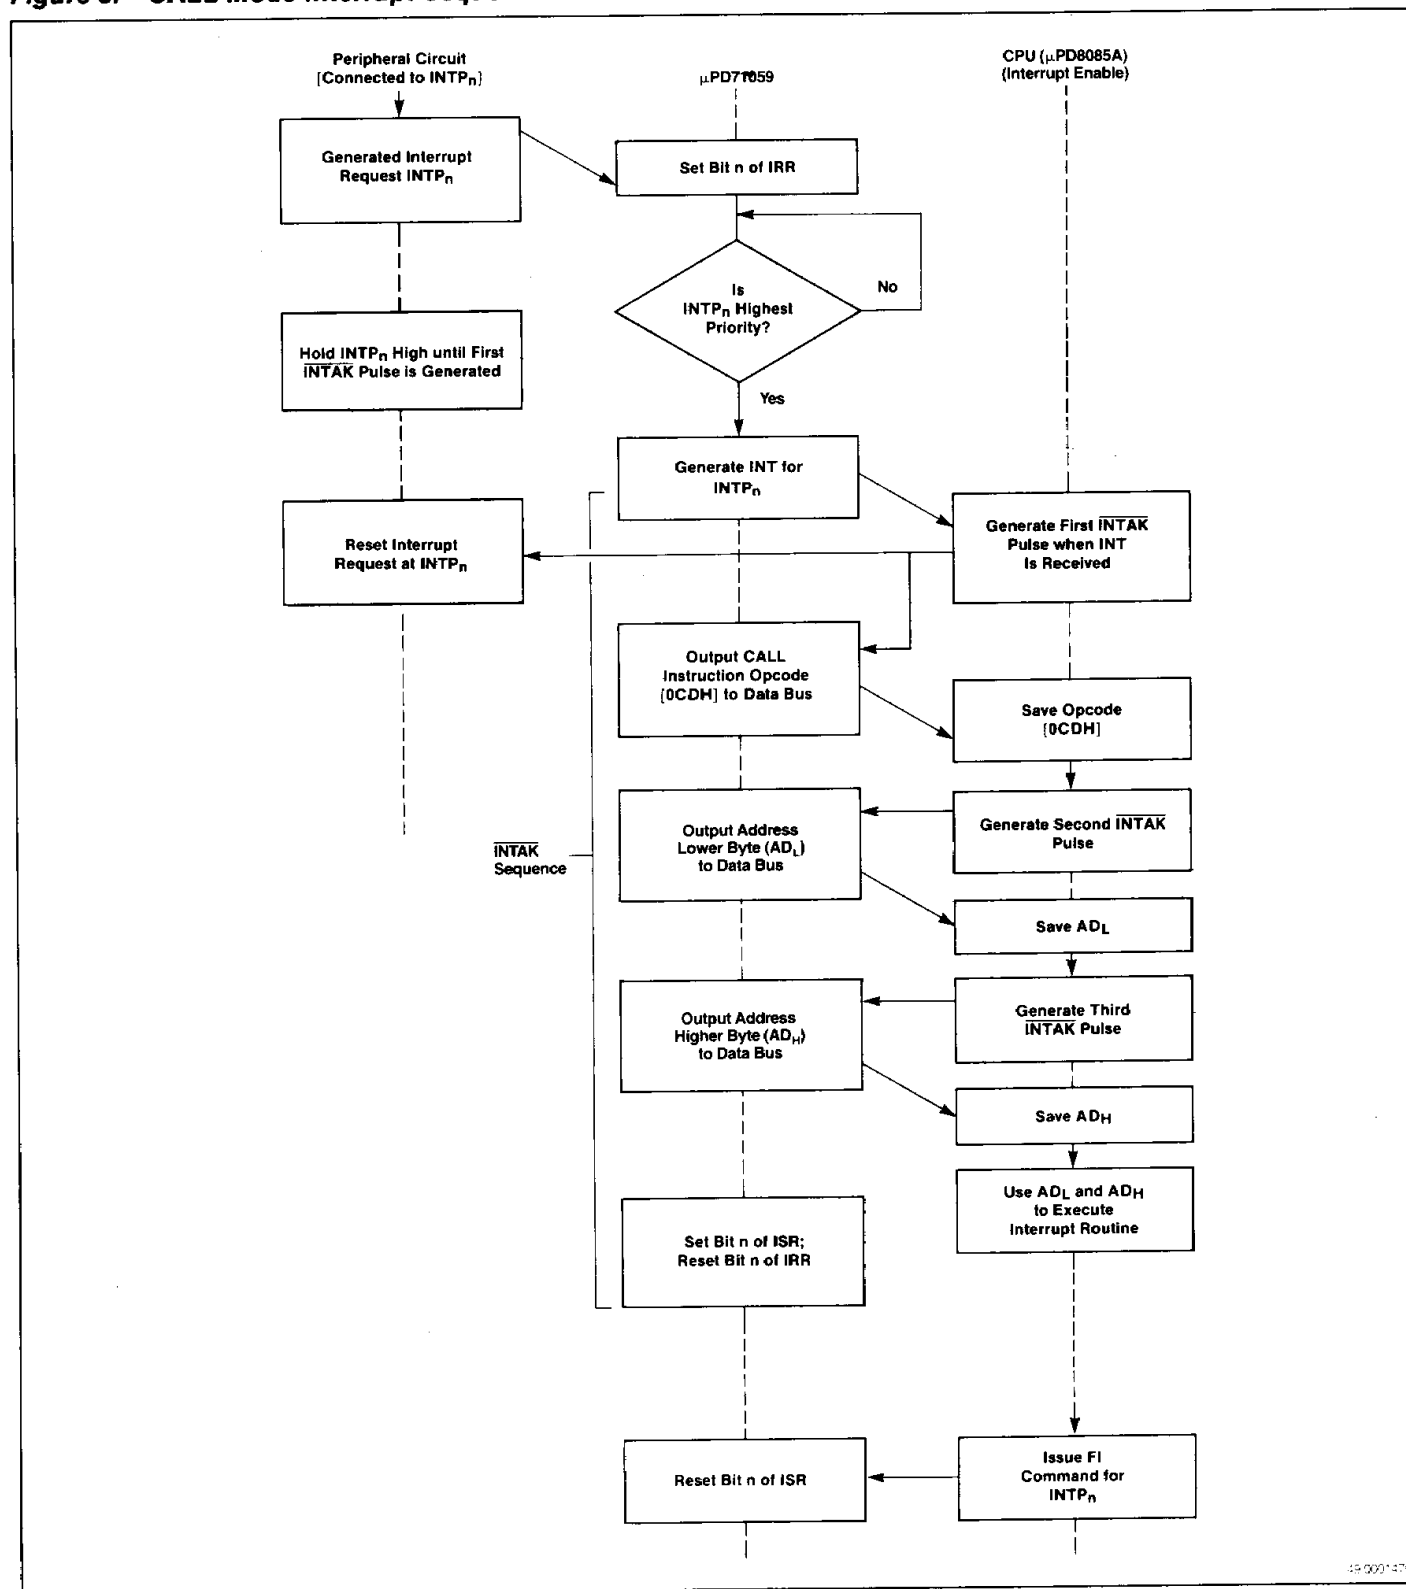 CALL Mode Interrupt
Peripheral Circuit
[Connected to INTPn]
μPD71059
CPU (μPD8085A)
(Interrupt Enable)
Generated Interrupt
Request INTPn
Set Bit n of IRR
Is
INTPn Highest
Priority?
No
Yes
Hold INTPn High until First
INTAK Pulse is Generated
Generate INT for
INTPn
Generate First INTAK
Pulse when INT
Is Received
Reset Interrupt
Request at INTPn
Output CALL
Instruction Opcode
[0CDH] to Data Bus
Save Opcode
[0CDH]
Generate Second INTAK
Pulse
Output Address
Lower Byte (ADL)
to Data Bus
INTAK
Sequence
Save ADL
Generate Third
INTAK Pulse
Output Address
Higher Byte (ADH)
to Data Bus
Save ADH
Use ADL and ADH
to Execute
Interrupt Routine
Set Bit n of ISR;
Reset Bit n of IRR
Issue FI
Command for
INTPn
Reset Bit n of ISR